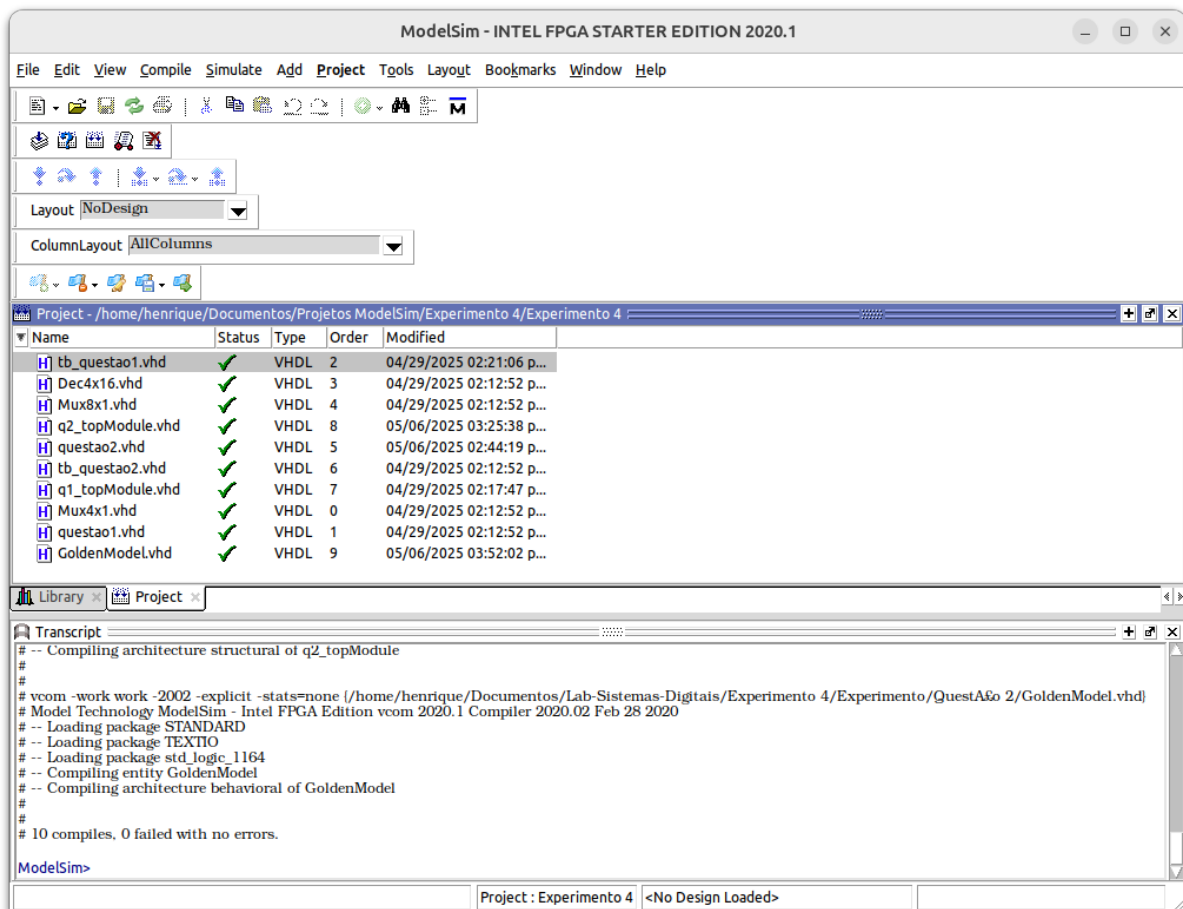 ModelSim - INTEL FPGA STARTER EDITION 2020.1
File Edit View Compile Simulate Add Project Tools Layout Bookmarks Window Help
Layout NoDesign
ColumnLayout AllColumns
Project - /home/henrique/Documentos/Projetos ModelSim/Experimento 4/Experimento 4
Name Status Type Order Modified
tb_questao1.vhd VHDL 2 04/29/2025 02:21:06 p...
Dec4x16.vhd VHDL 3 04/29/2025 02:12:52 p...
Mux8x1.vhd VHDL 4 04/29/2025 02:12:52 p...
q2_topModule.vhd VHDL 8 05/06/2025 03:25:38 p...
questao2.vhd VHDL 5 05/06/2025 02:44:19 p...
tb_questao2.vhd VHDL 6 04/29/2025 02:12:52 p...
q1_topModule.vhd VHDL 7 04/29/2025 02:17:47 p...
Mux4x1.vhd VHDL 0 04/29/2025 02:12:52 p...
questao1.vhd VHDL 1 04/29/2025 02:12:52 p...
GoldenModel.vhd VHDL 9 05/06/2025 03:52:02 p...
Library Project
Transcript
# -- Compiling architecture structural of q2_topModule
#
#
# vcom -work work -2002 -explicit -stats=none {/home/henrique/Documentos/Lab-Sistemas-Digitais/Experimento 4/Experimento/QuestÃ£o 2/GoldenModel.vhd}
# Model Technology ModelSim - Intel FPGA Edition vcom 2020.1 Compiler 2020.02 Feb 28 2020
# -- Loading package STANDARD
# -- Loading package TEXTIO
# -- Loading package std_logic_1164
# -- Compiling entity GoldenModel
# -- Compiling architecture behavioral of GoldenModel
#
#
# 10 compiles, 0 failed with no errors.
ModelSim>
Project : Experimento 4 <No Design Loaded>